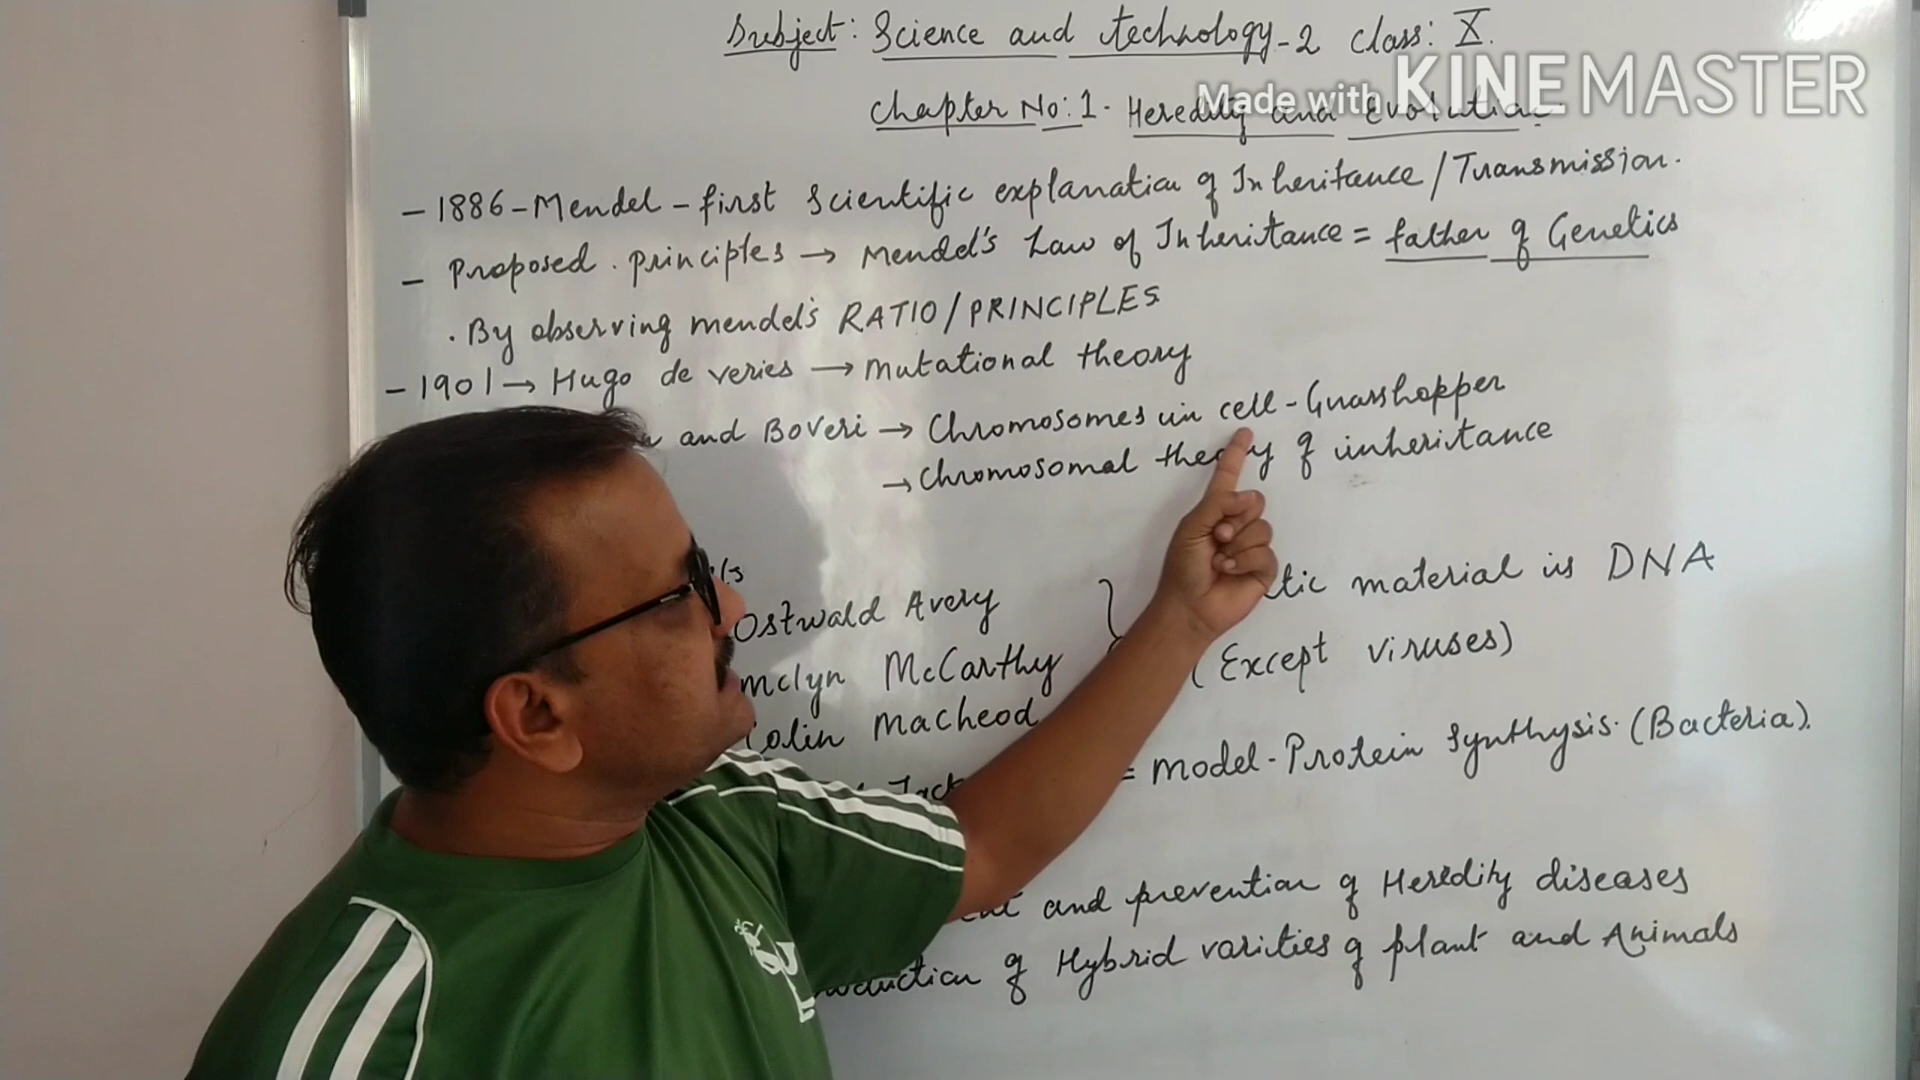 Subject: Science and technology-2 Class: X.
Made with KINEMASTER
Chapter No: 1. Heredity and Evolution
- 1886 - Mendel - first scientific explanation of Inheritance / Transmission.
- Proposed. principles → Mendel's Law of Inheritance = father of Genetics
. By observing mendel's RATIO / PRINCIPLES
- 1901 → Hugo de veries → Mutational theory
and BoVeri → Chromosomes in cell - Grasshopper
→ Chromosomal theory of inheritance
Ostwald Avery
material is DNA
mclyn McCarthy
(Except viruses)
Colin Macheod
= Model - Protein Synthysis. (Bacteria).
and prevention of Heredity diseases
of Hybrid varities of plant and Animals